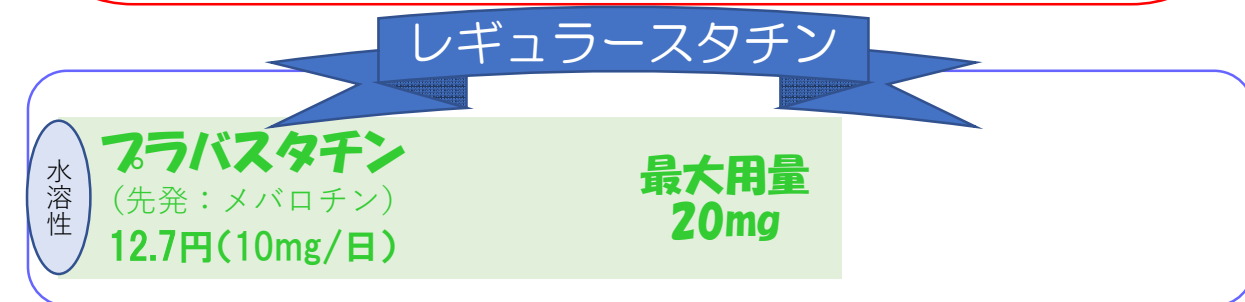 レギュラースタチン
水溶性
プラバスタチン
(先発：メバロチン)
12.7円(10mg/日)
最大用量
20mg